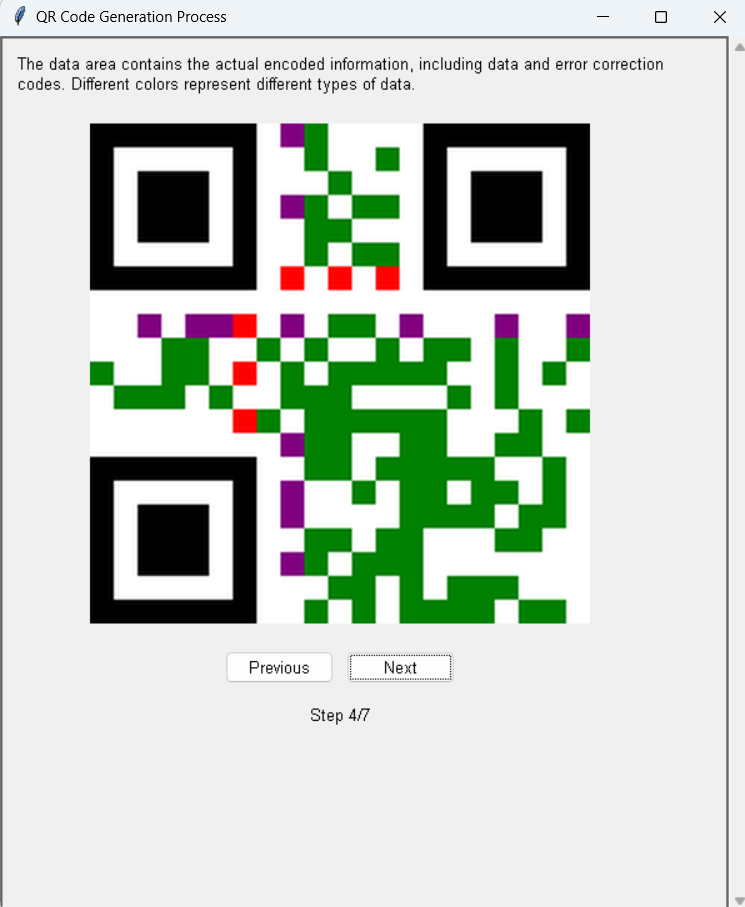 QR Code Generation Process
The data area contains the actual encoded information, including data and error correction
codes. Different colors represent different types of data.
Previous
Next
Step 4/7